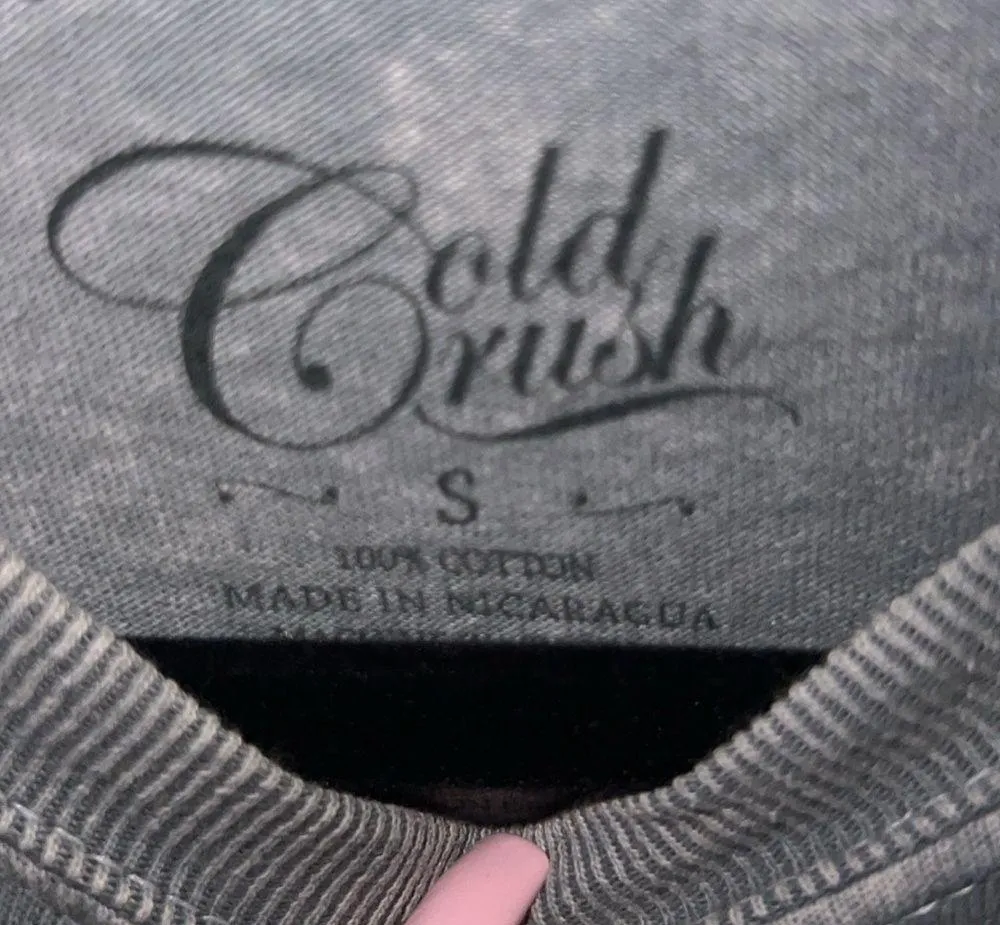 Cold
Crush
S
100% COTTON
MADE IN NICARAGUA